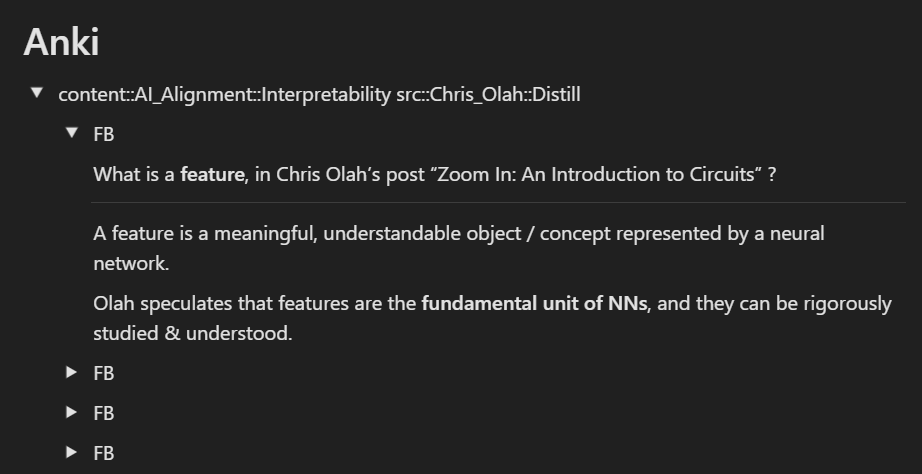 Anki
content::AI_Alignment::Interpretability src::Chris_Olah::Distill
FB
What is a feature, in Chris Olah’s post “Zoom In: An Introduction to Circuits” ?
A feature is a meaningful, understandable object / concept represented by a neural
network.
Olah speculates that features are the fundamental unit of NNs, and they can be rigorously
studied & understood.
FB
FB
FB